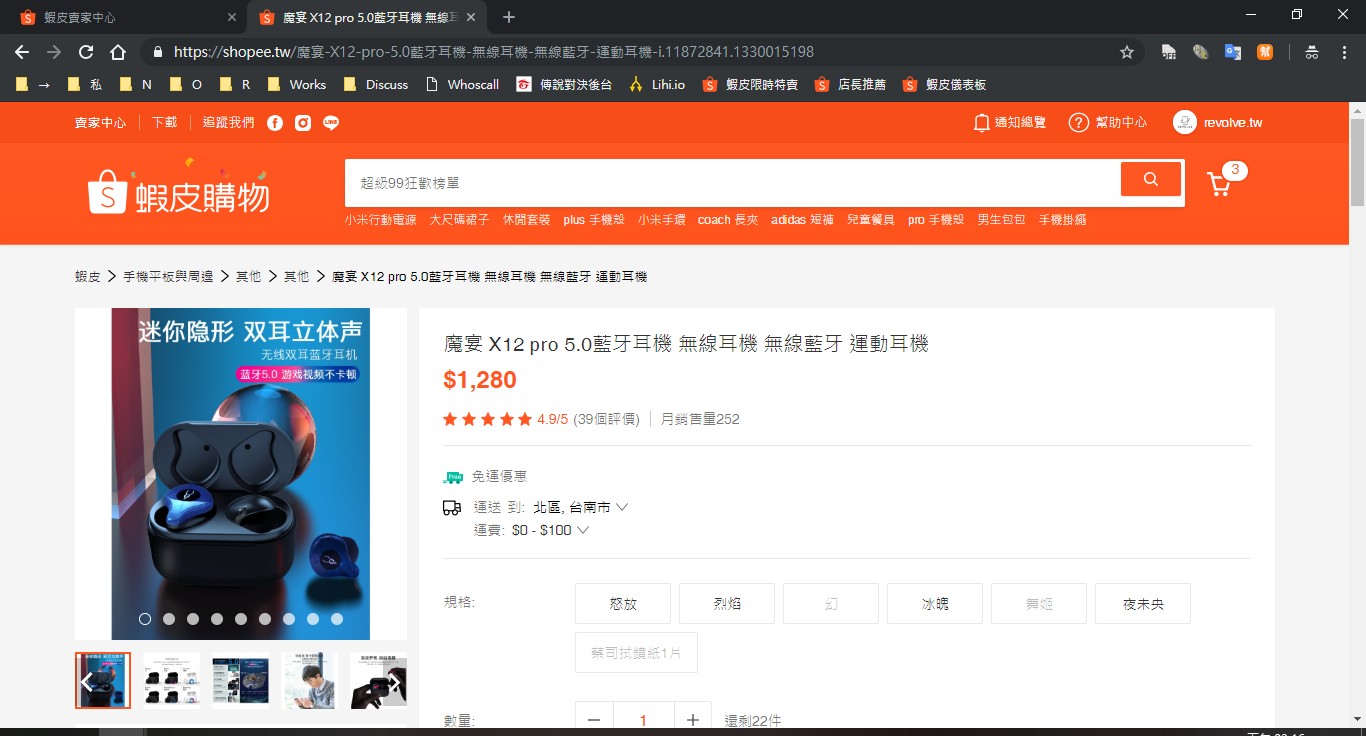 蝦皮賣家中心
魔宴 X12 pro 5.0藍牙耳機 無線耳
https://shopee.tw/魔宴-X12-pro-5.0藍牙耳機-無線耳機-無線藍牙-運動耳機-i.11872841.1330015198
→ 私 N O R Works Discuss Whoscall 傳說對決後台 Lihi.io 蝦皮限時特賣 店長推薦 蝦皮儀表板
賣家中心 下載 追蹤我們 LINE 通知總覽 ? 幫助中心 revolve.tw
S 蝦皮購物
超級99狂歡榜單
3
小米行動電源 大尺碼裙子 休閒套裝 plus 手機殼 小米手環 coach 長夾 adidas 短褲 兒童餐具 pro 手機殼 男生包包 手機掛繩
蝦皮 > 手機平板與周邊 > 其他 > 其他 > 魔宴 X12 pro 5.0藍牙耳機 無線耳機 無線藍牙 運動耳機
迷你隐形 双耳立体声
无线双耳蓝牙耳机
蓝牙5.0 游戏视频不卡顿
魔宴 X12 pro 5.0藍牙耳機 無線耳機 無線藍牙 運動耳機
$1,280
4.9/5 (39個評價) 月銷售量252
Free 免運優惠
運送 到: 北區, 台南市
運費: $0 - $100
規格: 怒放 烈焰 幻 冰魄 舞姬 夜未央
蔡司拭鏡紙1片
數量: − 1 + 還剩22件